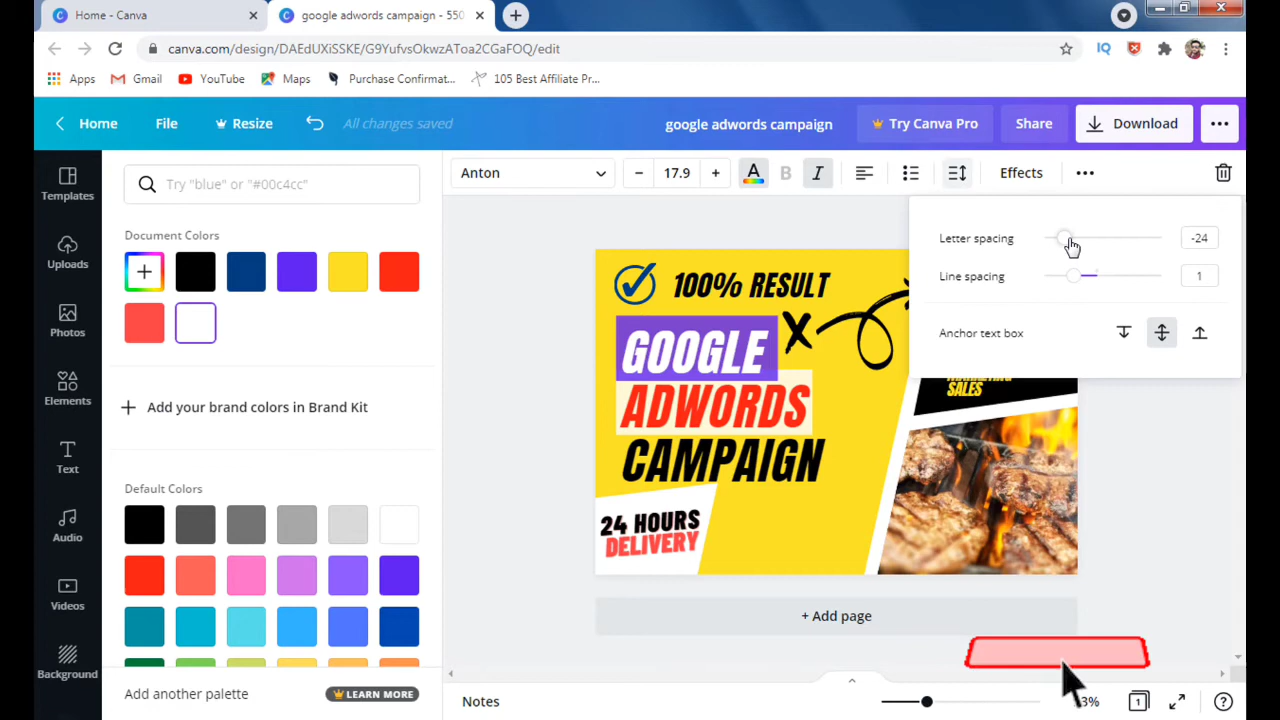 Home - Canva
google adwords campaign - 550
canva.com/design/DAEdUXiSSKE/G9YufvsOkwzAToa2CGaFOQ/edit
IQ
Apps
Gmail
YouTube
Maps
Purchase Confirmat...
105 Best Affiliate Pr...
Home
File
Resize
All changes saved
google adwords campaign
Try Canva Pro
Share
Download
Templates
Uploads
Photos
Elements
Text
Audio
Videos
Background
Try "blue" or "#00c4cc"
Document Colors
Add your brand colors in Brand Kit
Default Colors
Add another palette
LEARN MORE
Anton
17.9
A
B
I
Effects
Letter spacing
-24
Line spacing
1
Anchor text box
100% RESULT
GOOGLE
ADWORDS
CAMPAIGN
24 HOURS
DELIVERY
SALES
+ Add page
Notes
3%
1